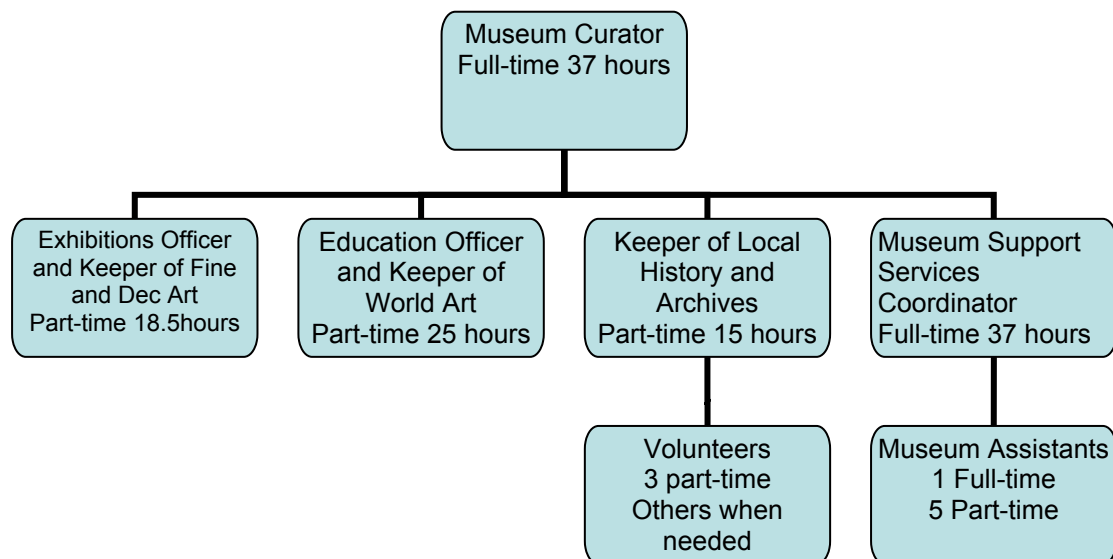 Museum Curator
Full-time 37 hours
Exhibitions Officer
and Keeper of Fine
and Dec Art
Part-time 18.5hours
Education Officer
and Keeper of
World Art
Part-time 25 hours
Keeper of Local
History and
Archives
Part-time 15 hours
Museum Support
Services
Coordinator
Full-time 37 hours
Volunteers
3 part-time
Others when
needed
Museum Assistants
1 Full-time
5 Part-time